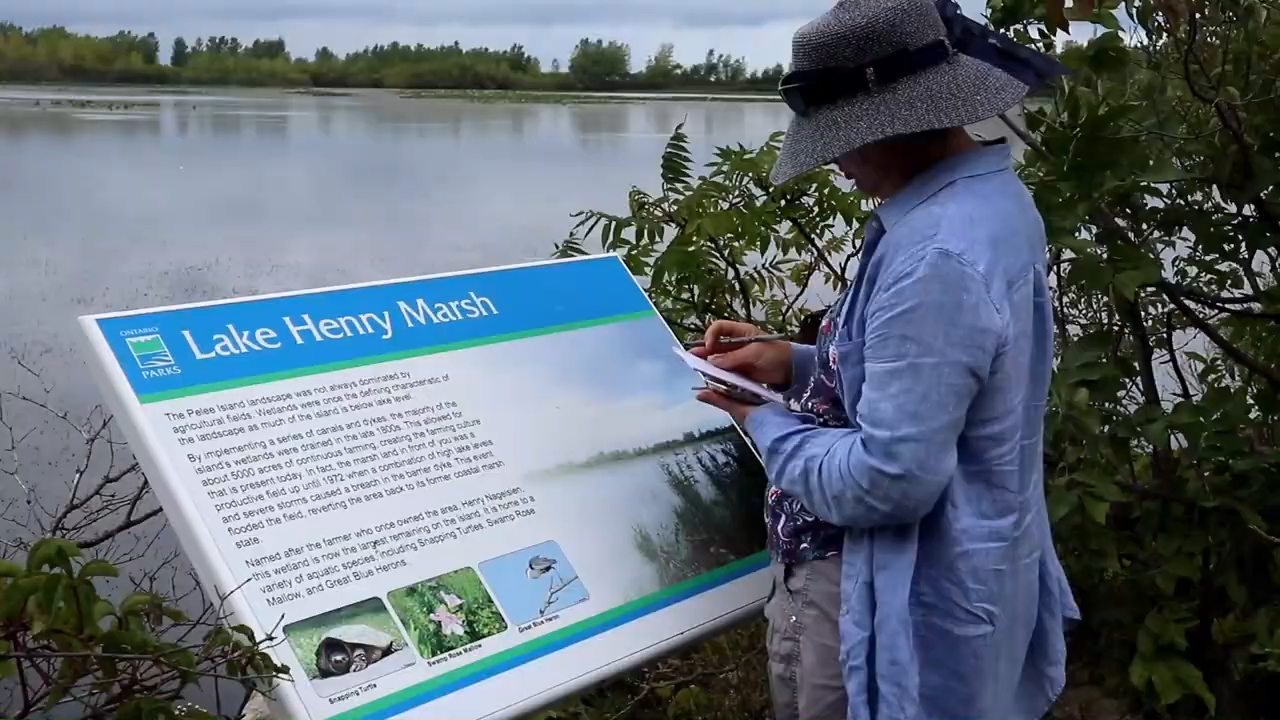 ONTARIO
PARKS
Lake Henry Marsh
The Pelee Island landscape was not always dominated by
agricultural fields. Wetlands were once the defining characteristic of
the landscape as much of the island is below lake level.
By implementing a series of canals and dykes, the majority of the
island's wetlands were drained in the late 1800s. This allowed for
about 5000 acres of continuous farming, creating the farming culture
that is present today. In fact, the marsh land in front of you was a
productive field up until 1972 when a combination of high lake levels
and severe storms caused a breach in the barrier dyke. This event
flooded the field, reverting the area back to its former coastal marsh
state.
Named after the farmer who once owned the area, Henry Nagelsen,
this wetland is now the largest remaining on the island. It is home to a
variety of aquatic species, including Snapping Turtles, Swamp Rose
Mallow, and Great Blue Herons.
Snapping Turtle
Swamp Rose Mallow
Great Blue Heron